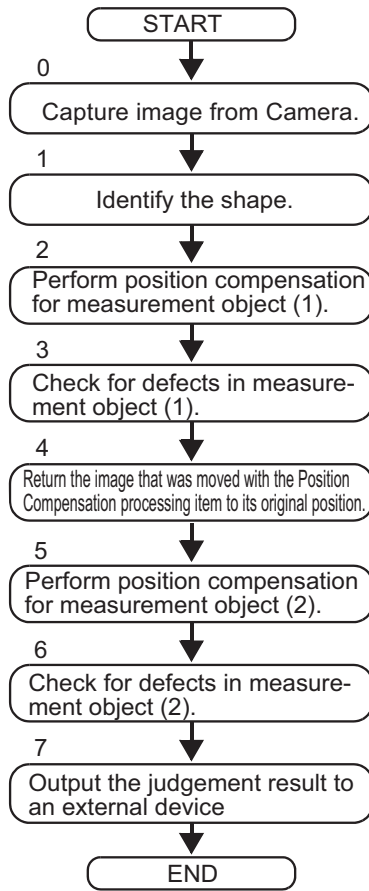 START
0
Capture image from Camera.
1
Identify the shape.
2
Perform position compensation
for measurement object (1).
3
Check for defects in measure-
ment object (1).
4
Return the image that was moved with the Position
Compensation processing item to its original position.
5
Perform position compensation
for measurement object (2).
6
Check for defects in measure-
ment object (2).
7
Output the judgement result to
an external device
END